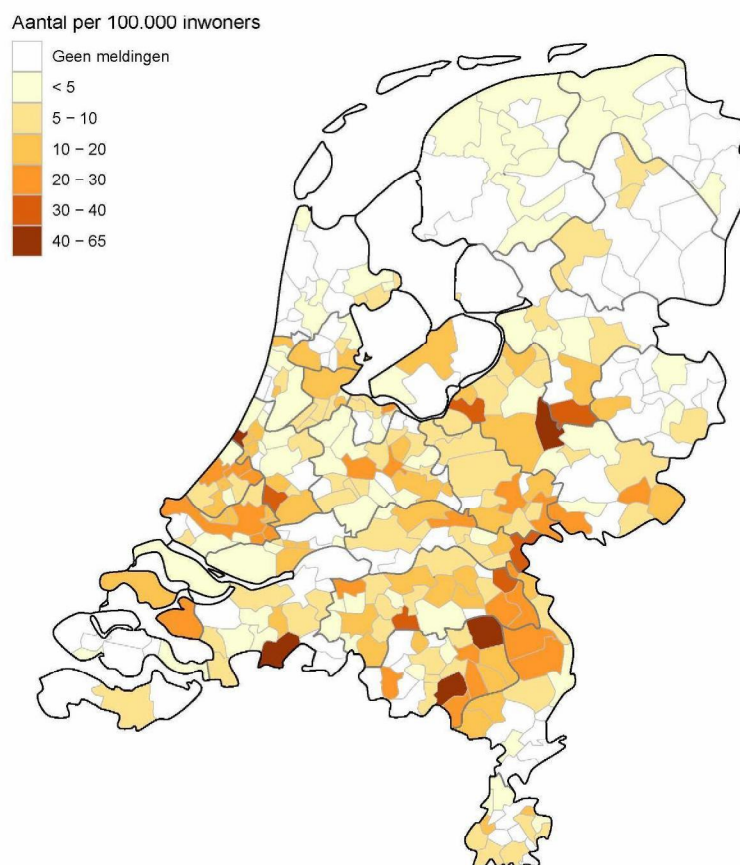 Aantal per 100.000 inwoners
Geen meldingen
< 5
5 – 10
10 – 20
20 – 30
30 – 40
40 – 65